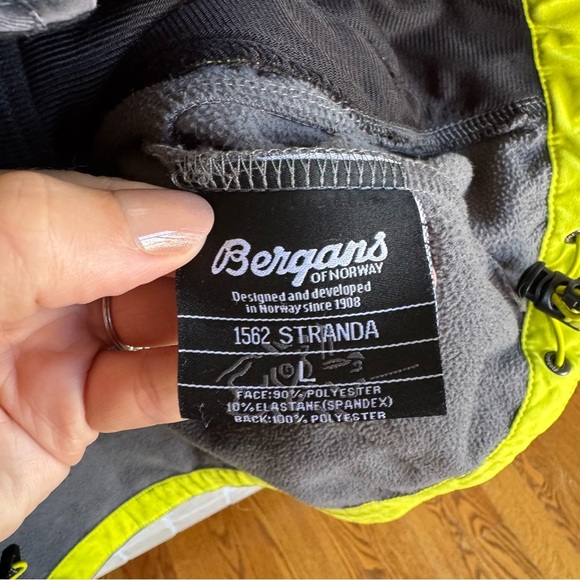 Bergans
OF NORWAY
Designed and developed
in Norway since 1908
1562 STRANDA
L
FACE:90% POLYESTER
10% ELASTANE(SPANDEX)
BACK:100% POLYESTER